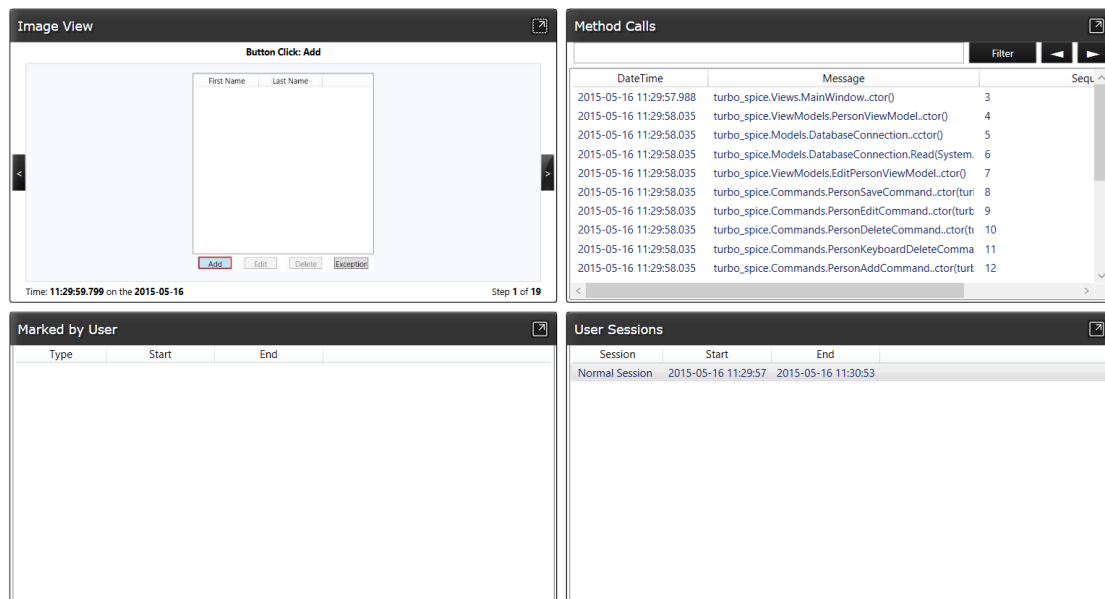 Image View
Button Click: Add
First Name Last Name
Add Edit Delete Exception
<
>
Time: 11:29:59.799 on the 2015-05-16 Step 1 of 19
Method Calls
Filter
DateTime Message Sequ
2015-05-16 11:29:57.988 turbo_spice.Views.MainWindow..ctor() 3
2015-05-16 11:29:58.035 turbo_spice.ViewModels.PersonViewModel..ctor() 4
2015-05-16 11:29:58.035 turbo_spice.Models.DatabaseConnection..cctor() 5
2015-05-16 11:29:58.035 turbo_spice.Models.DatabaseConnection.Read(System. 6
2015-05-16 11:29:58.035 turbo_spice.ViewModels.EditPersonViewModel..ctor() 7
2015-05-16 11:29:58.035 turbo_spice.Commands.PersonSaveCommand..ctor(turl 8
2015-05-16 11:29:58.035 turbo_spice.Commands.PersonEditCommand..ctor(turb 9
2015-05-16 11:29:58.035 turbo_spice.Commands.PersonDeleteCommand..ctor(tu 10
2015-05-16 11:29:58.035 turbo_spice.Commands.PersonKeyboardDeleteComma 11
2015-05-16 11:29:58.035 turbo_spice.Commands.PersonAddCommand..ctor(turt 12
Marked by User
Type Start End
User Sessions
Session Start End
Normal Session 2015-05-16 11:29:57 2015-05-16 11:30:53